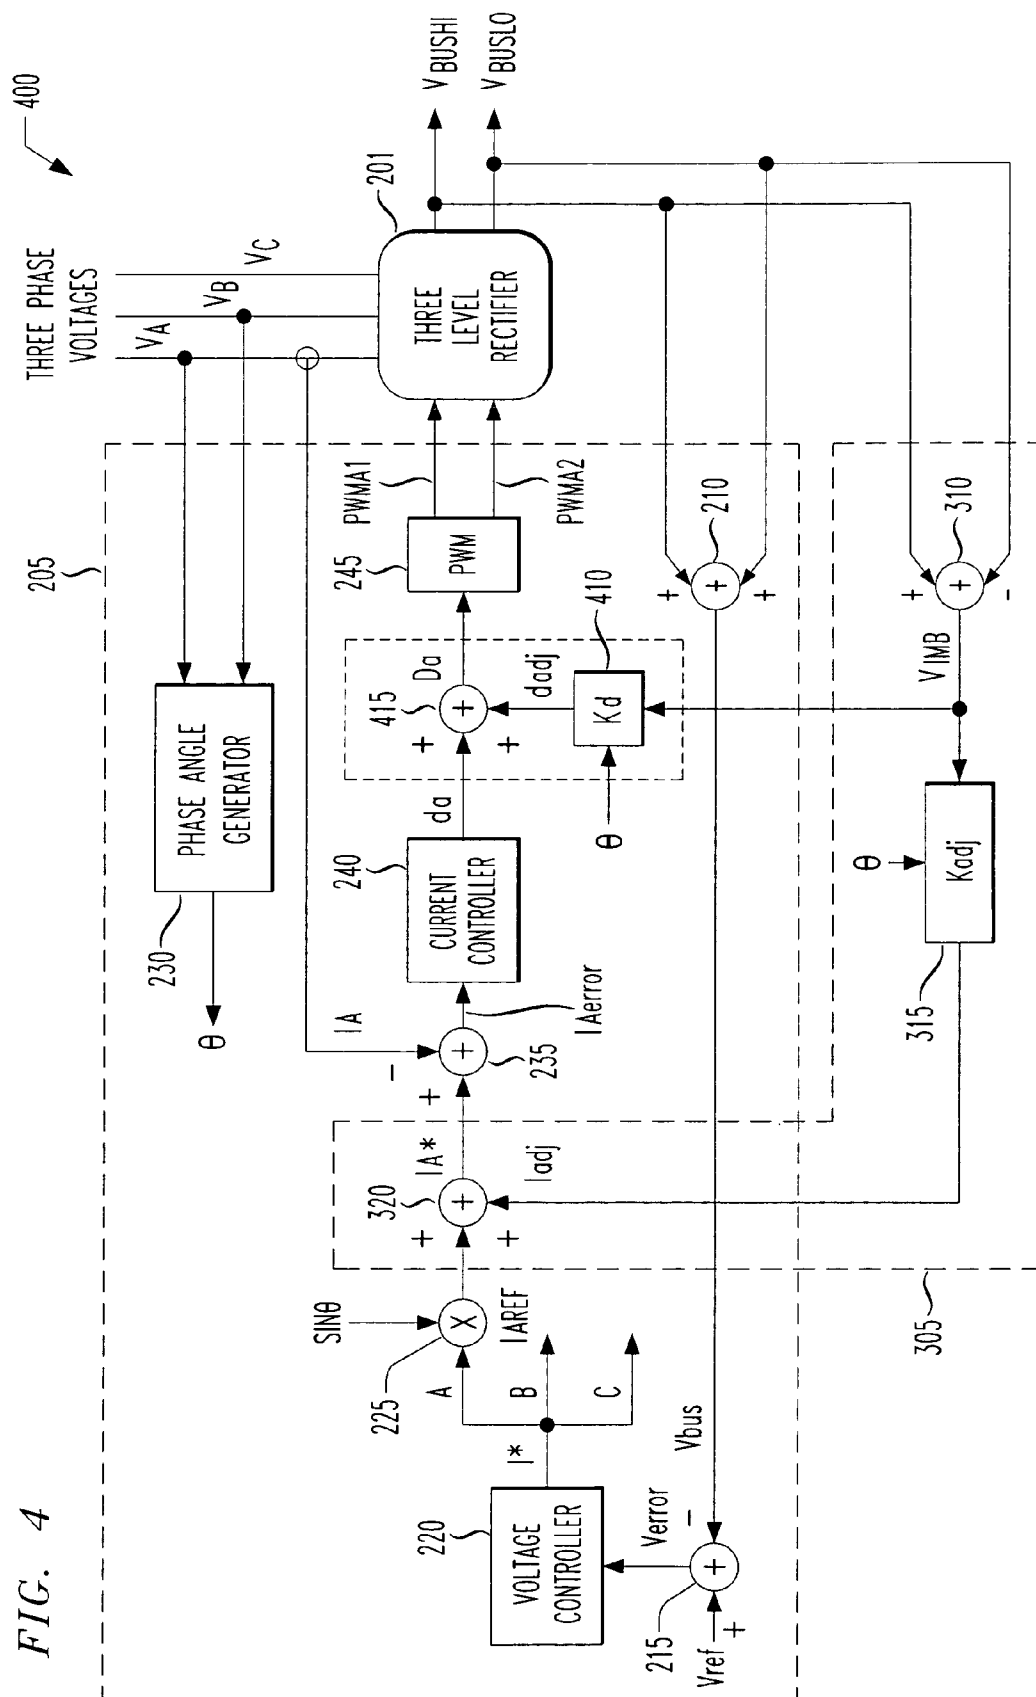 FIG. 4
400
THREE PHASE
VOLTAGES
VA
VB
VC
205
PHASE ANGLE
GENERATOR
230
θ
IA
THREE
LEVEL
RECTIFIER
201
V BUSHI
V BUSLO
PWMA1
PWMA2
PWM
245
Da
415
+
+
+
dadj
Kd
410
θ
da
CURRENT
CONTROLLER
240
IAerror
-
+
+
235
IA*
320
+
+
+
Iadj
SINθ
X
225
IAREF
A
B
C
I*
VOLTAGE
CONTROLLER
220
Verror
-
+
+
215
Vref
Vbus
+
+
+
210
+
+
-
310
VIMB
θ
Kadj
315
305